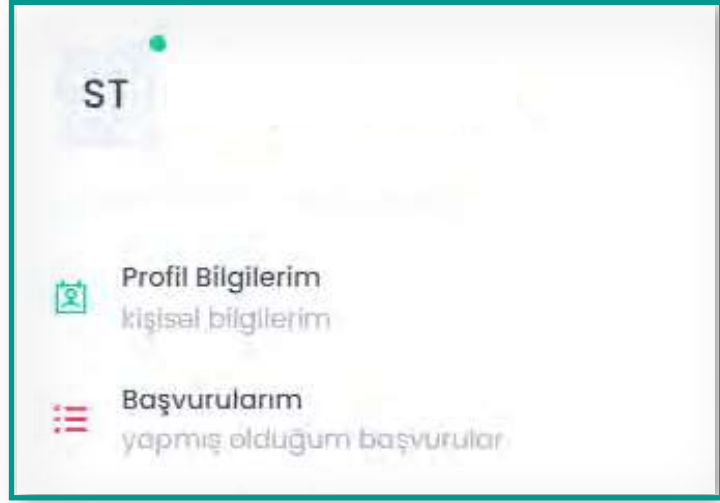 ST
Profil Bilgilerim
kişisel bilgilerim
Başvurularım
yapmış olduğum başvurular